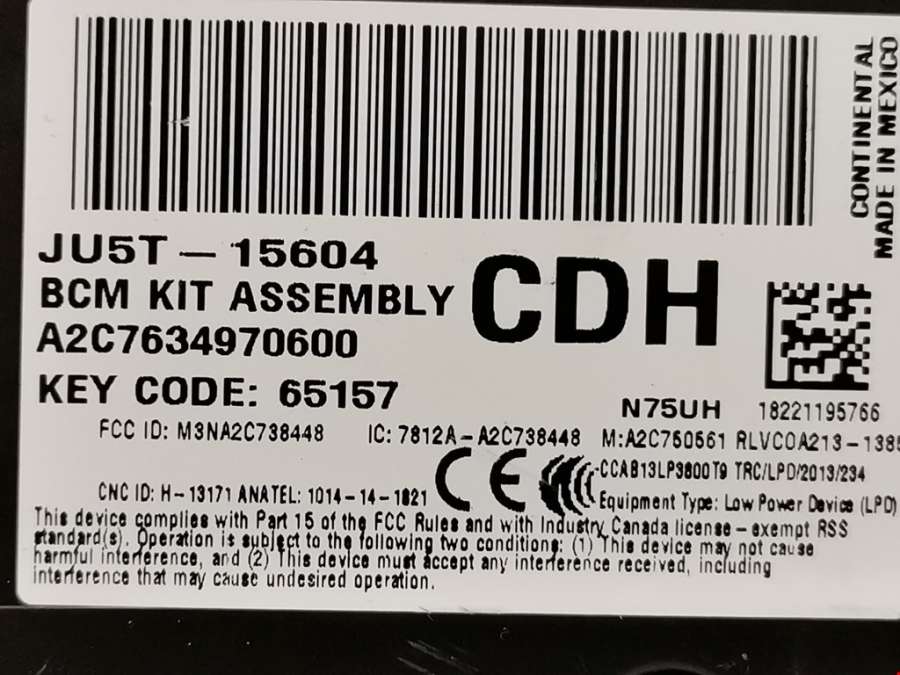 CONTINENTAL
MADE IN MEXICO
JU5T - 15604
BCM KIT ASSEMBLY
CDH
A2C7634970600
KEY CODE: 65157
N75UH
18221195766
FCC ID: M3NA2C738448 IC: 7812A-A2C738448 M:A2C750561 RLVCOA213-138
CCAB13LP3800T9 TRC/LPD/2013/234
CNC ID: H-13171 ANATEL: 1014-14-1821 CE Equipment Type: Low Power Device (LPD)
This device complies with Part 15 of the FCC Rules and with Industry Canada license-exempt RSS
standard(s). Operation is subject to the following two conditions: (1) This device may not cause
harmful interference, and (2) This device must accept any interference received, including
interference that may cause undesired operation.